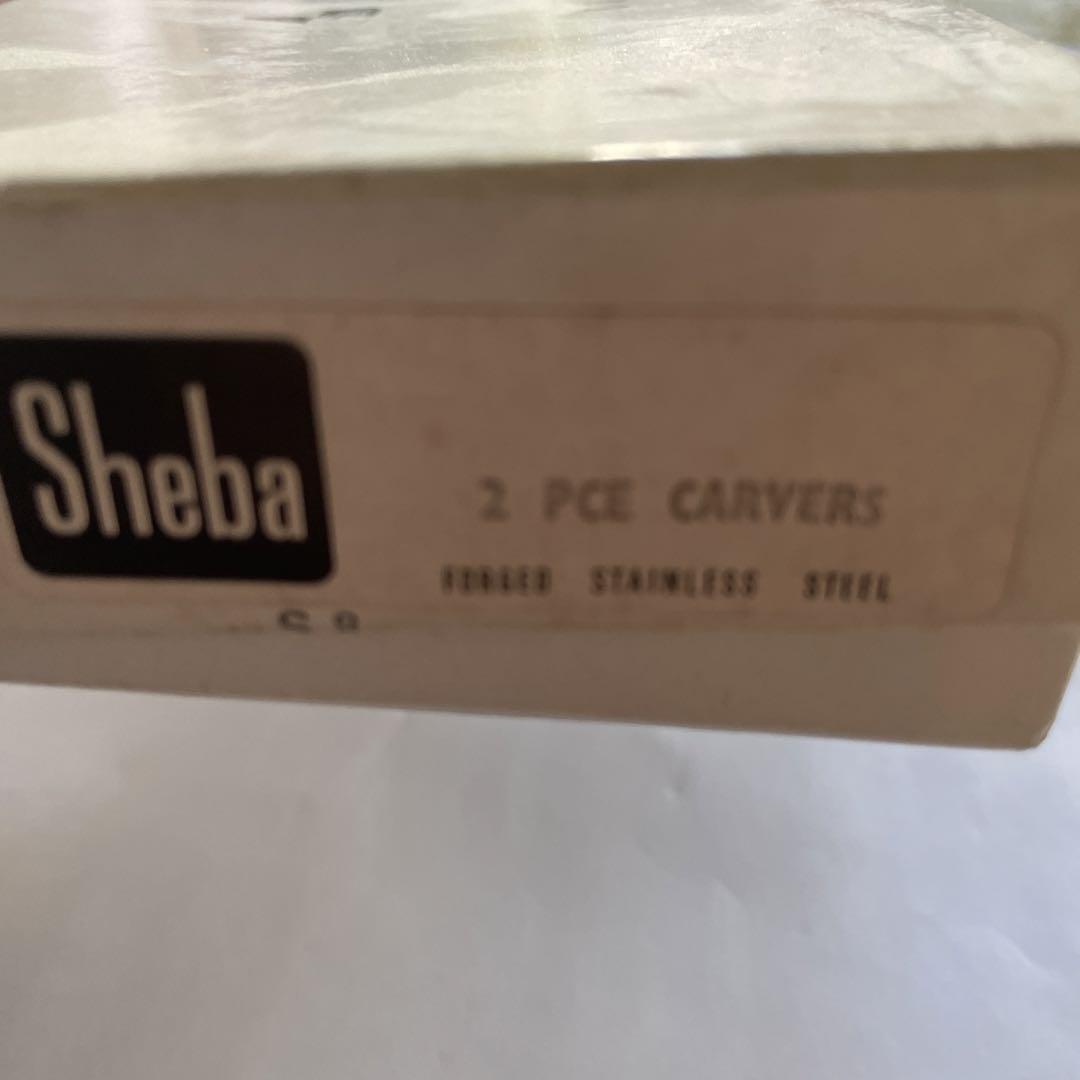 Sheba
2 PCE CARVERS
FORGED STAINLESS STEEL